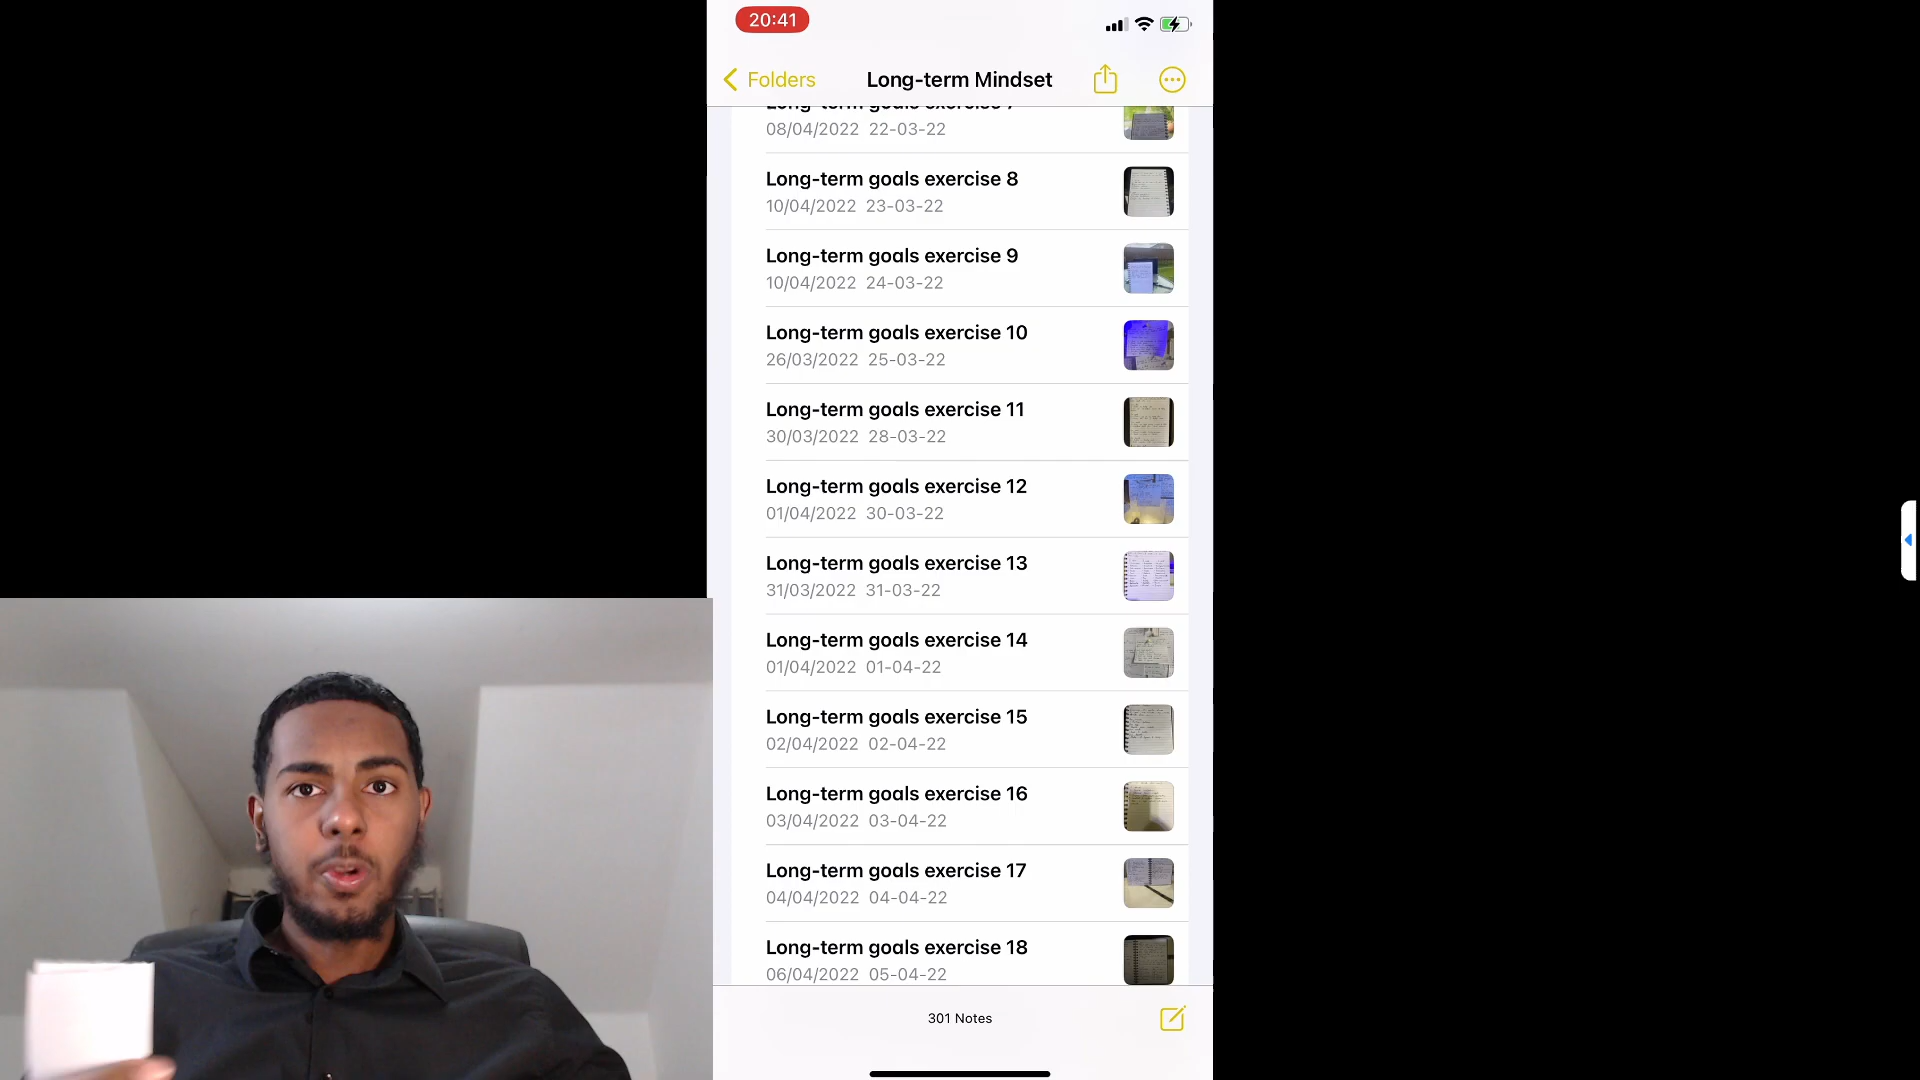 20:41
Folders
Long-term Mindset
Long-term goals exercise 7
08/04/2022 22-03-22
Long-term goals exercise 8
10/04/2022 23-03-22
Long-term goals exercise 9
10/04/2022 24-03-22
Long-term goals exercise 10
26/03/2022 25-03-22
Long-term goals exercise 11
30/03/2022 28-03-22
Long-term goals exercise 12
01/04/2022 30-03-22
Long-term goals exercise 13
31/03/2022 31-03-22
Long-term goals exercise 14
01/04/2022 01-04-22
Long-term goals exercise 15
02/04/2022 02-04-22
Long-term goals exercise 16
03/04/2022 03-04-22
Long-term goals exercise 17
04/04/2022 04-04-22
Long-term goals exercise 18
06/04/2022 05-04-22
301 Notes